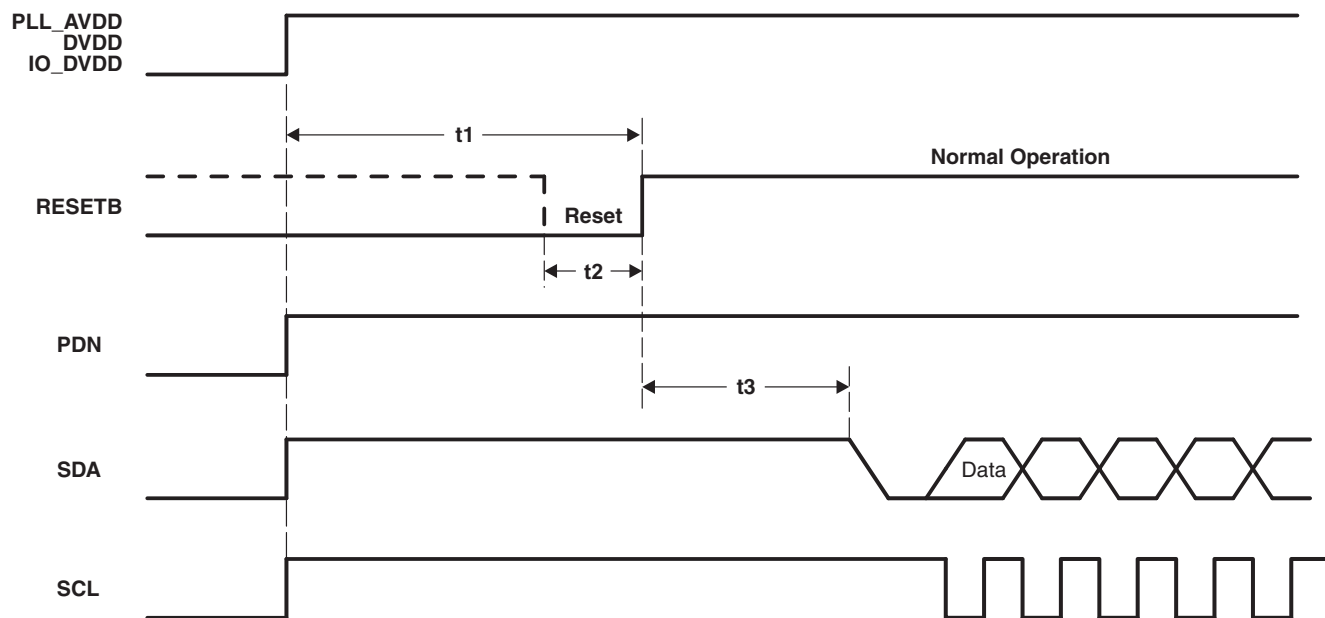 PLL_AVDD
DVDD
IO_DVDD
t1
Normal Operation
RESETB
Reset
t2
PDN
t3
SDA
Data
SCL